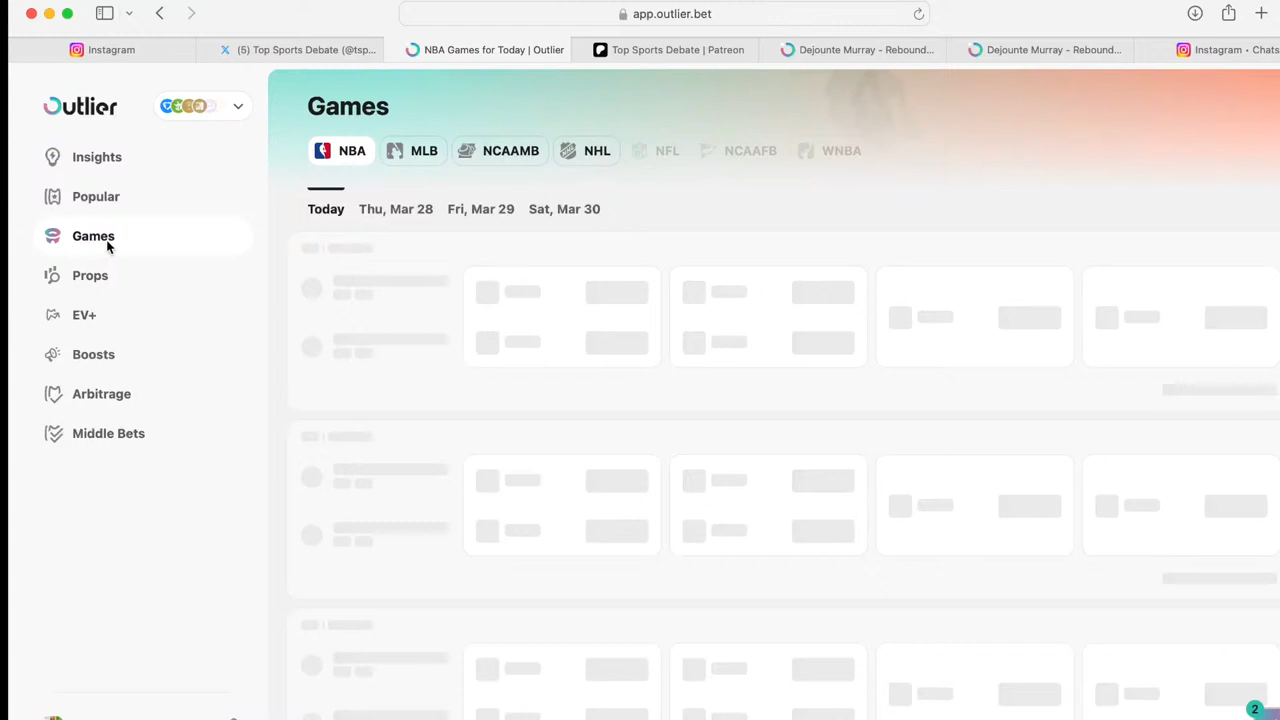 app.outlier.bet
Instagram
(5) Top Sports Debate (@tsp...
NBA Games for Today | Outlier
Top Sports Debate | Patreon
Dejounte Murray - Rebound...
Dejounte Murray - Rebound...
Instagram • Chats
Outlier
Insights
Popular
Games
Props
EV+
Boosts
Arbitrage
Middle Bets
Games
NBA
MLB
NCAAMB
NHL
NFL
NCAAFB
WNBA
Today
Thu, Mar 28
Fri, Mar 29
Sat, Mar 30
2